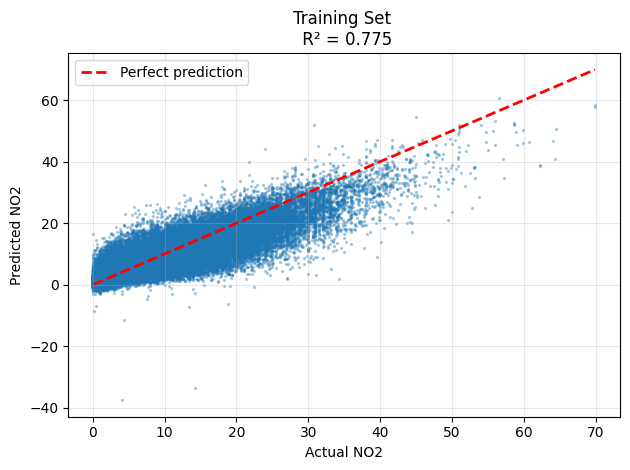 Training Set
R² = 0.775
Perfect prediction
Predicted NO2
60
40
20
0
−20
−40
0 10 20 30 40 50 60 70
Actual NO2